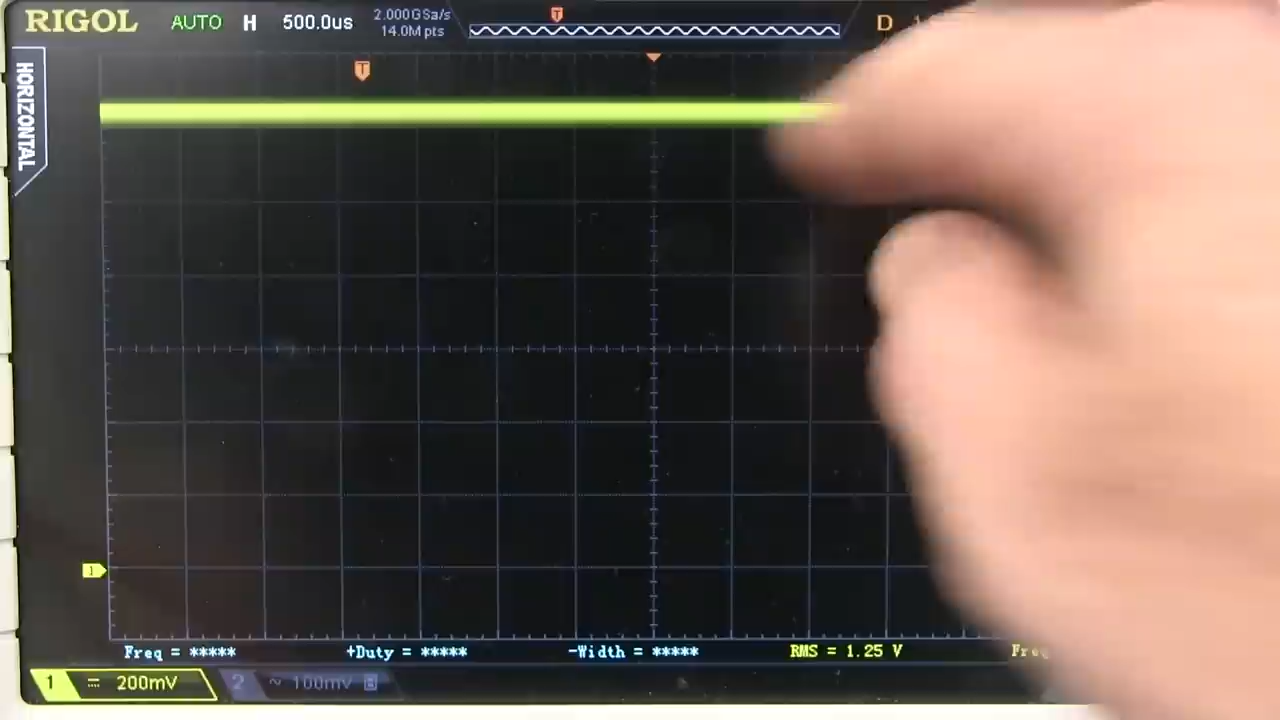 RIGOL AUTO H 500.0us 2.000GSa/s
14.0M pts
T D
HORIZONTAL
T
1
Freq = ***** +Duty = ***** -Width = ***** RMS = 1.25 V
1 200mV 2 ~ 100mV